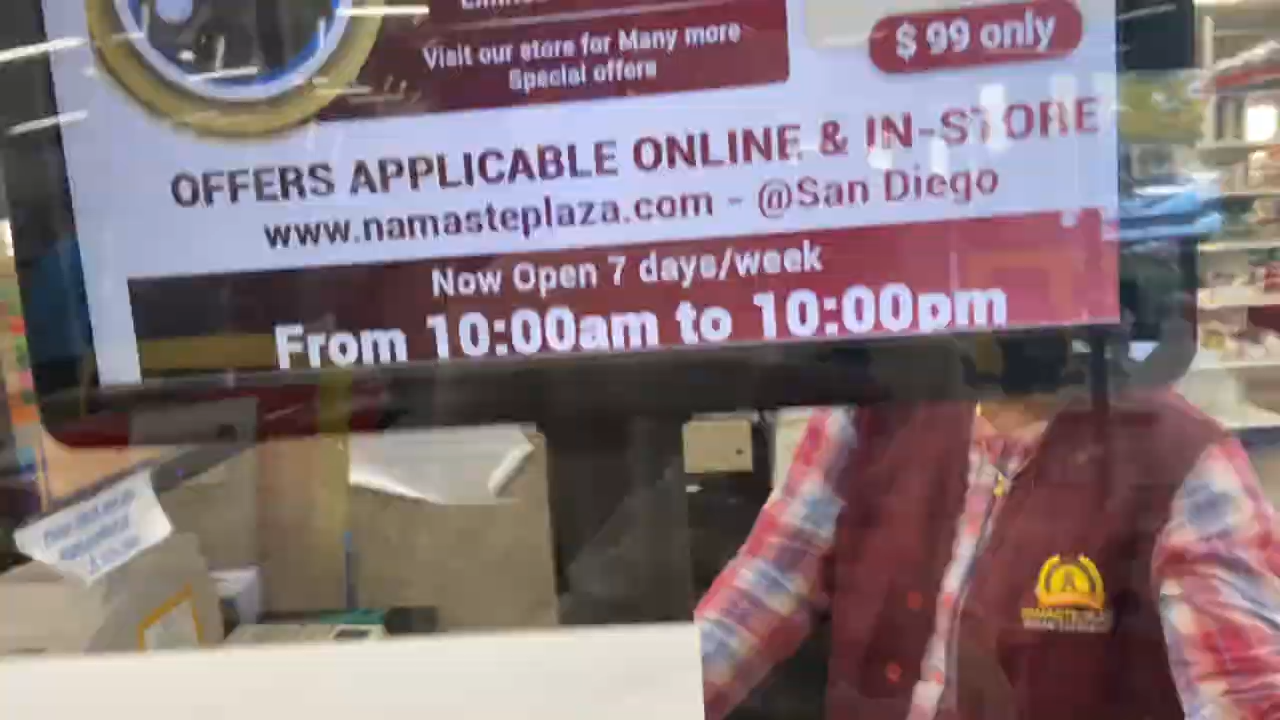 Visit our store for Many more
Special offers
$ 99 only
OFFERS APPLICABLE ONLINE & IN-STORE
www.namasteplaza.com - @San Diego
Now Open 7 days/week
From 10:00am to 10:00pm